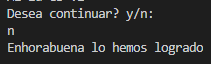 Desea continuar? y/n:
n
Enhorabuena lo hemos logrado